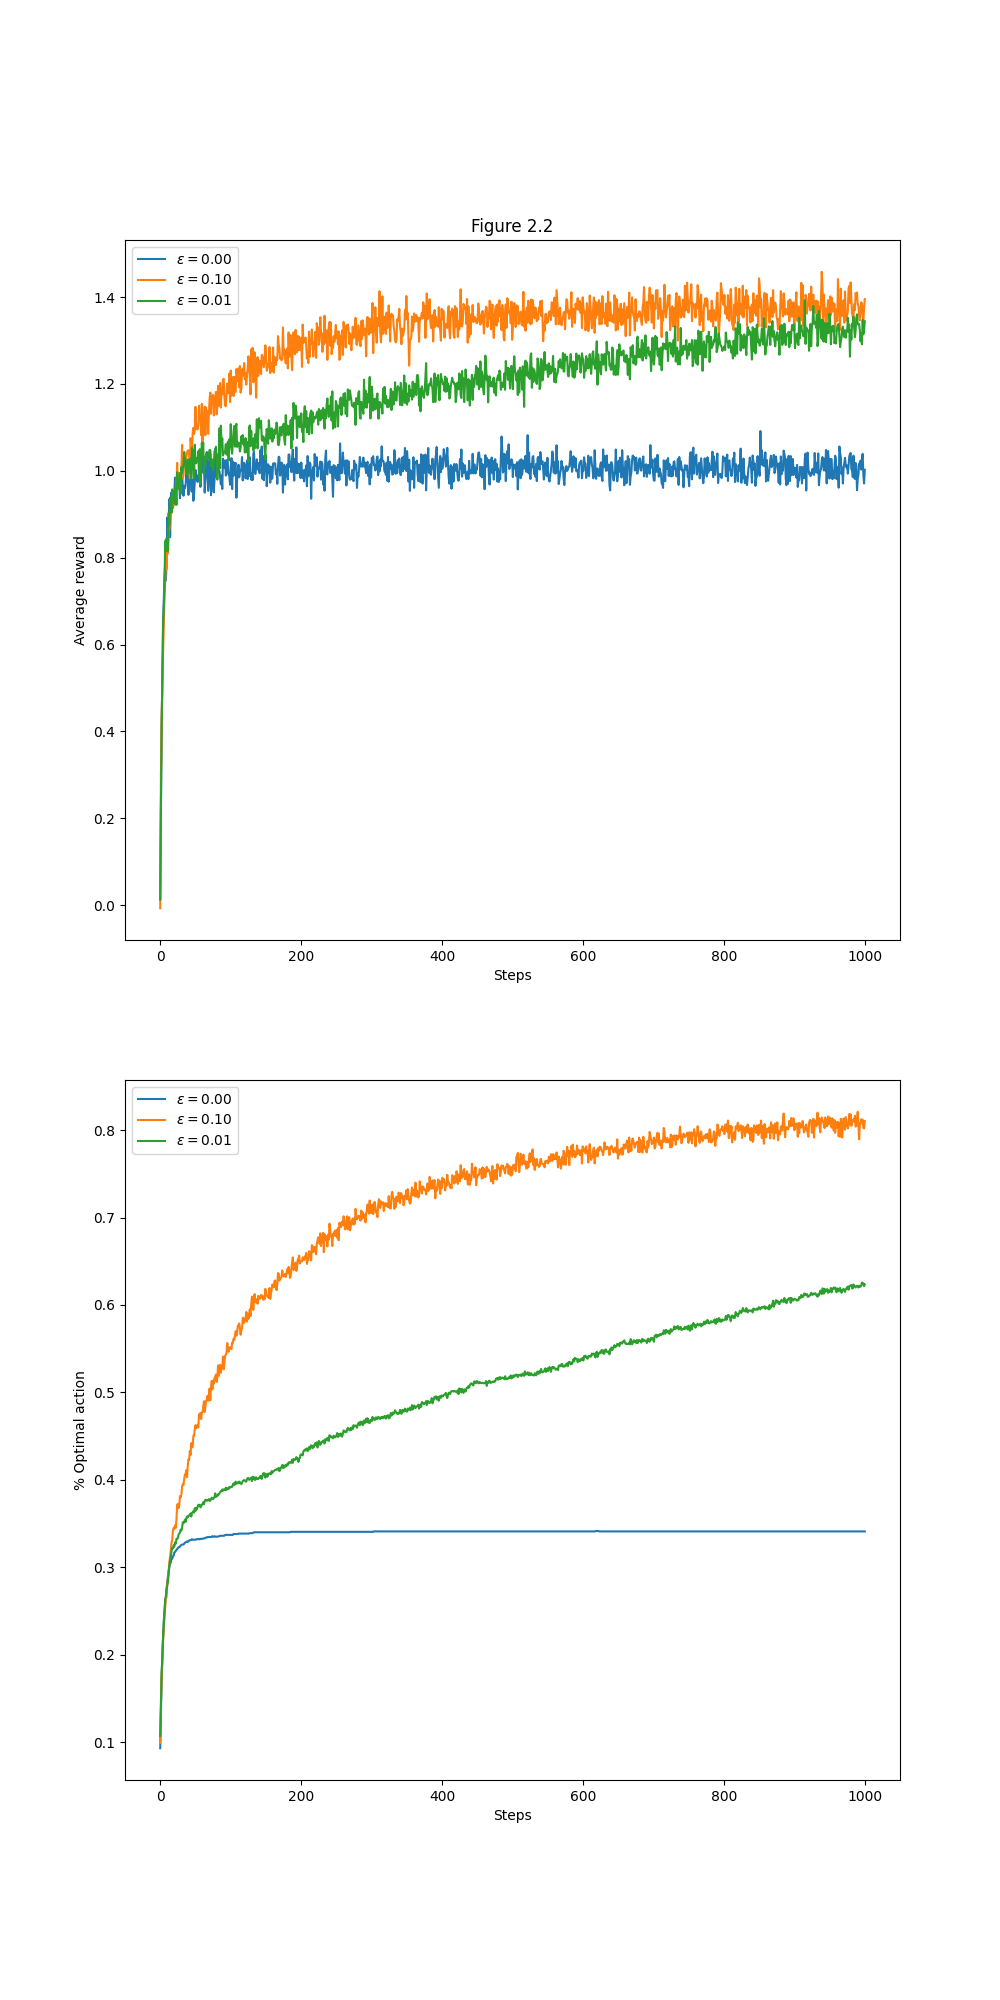 Figure 2.2
ε = 0.00
ε = 0.10
ε = 0.01
Average reward
1.4
1.2
1.0
0.8
0.6
0.4
0.2
0.0
0 200 400 600 800 1000
Steps
ε = 0.00
ε = 0.10
ε = 0.01
% Optimal action
0.8
0.7
0.6
0.5
0.4
0.3
0.2
0.1
0 200 400 600 800 1000
Steps